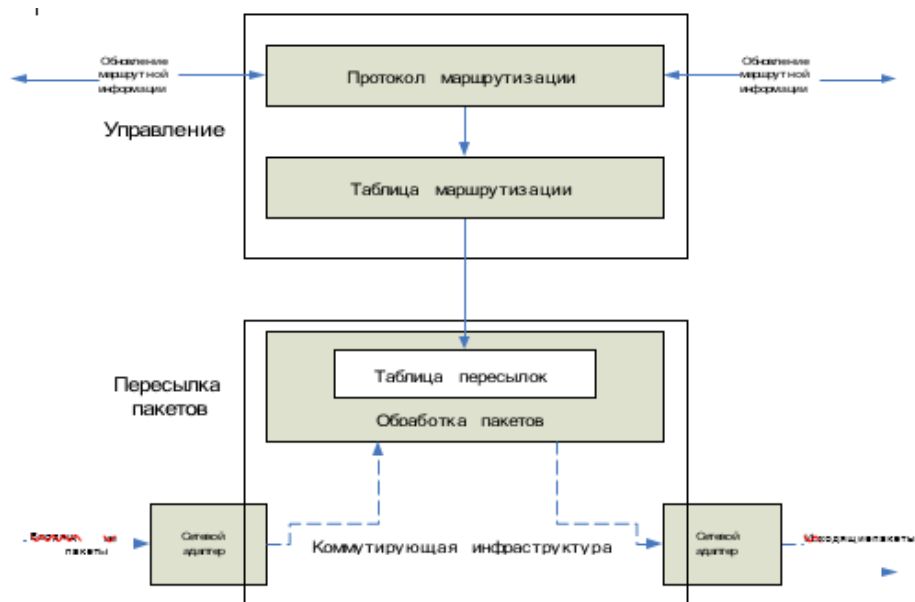 Обновление
маршрутной
информации
Протокол маршрутизации
Обновление
маршрутной
информации
Управление
Таблица маршрутизации
Таблица пересылок
Пересылка
пакетов
Обработка пакетов
пакеты
Сетевой
адаптер
Коммутирующая инфраструктура
Сетевой
адаптер